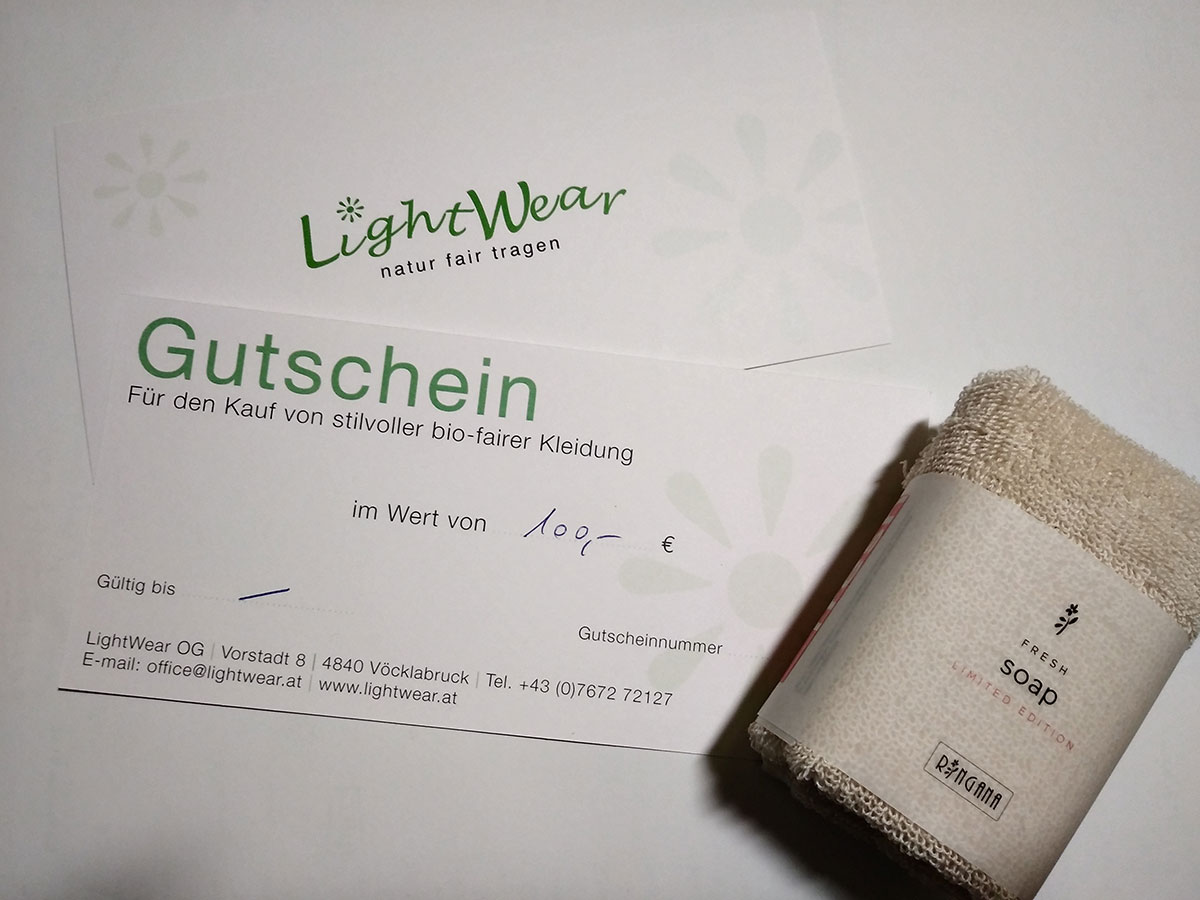 LightWear
natur fair tragen
Gutschein
Für den Kauf von stilvoller bio-fairer Kleidung
im Wert von 100,- €
Gültig bis —
Gutscheinnummer
LightWear OG | Vorstadt 8 | 4840 Vöcklabruck | Tel. +43 (0)7672 72127
E-mail: office@lightwear.at | www.lightwear.at
FRESH
soap
LIMITED EDITION
RINGANA